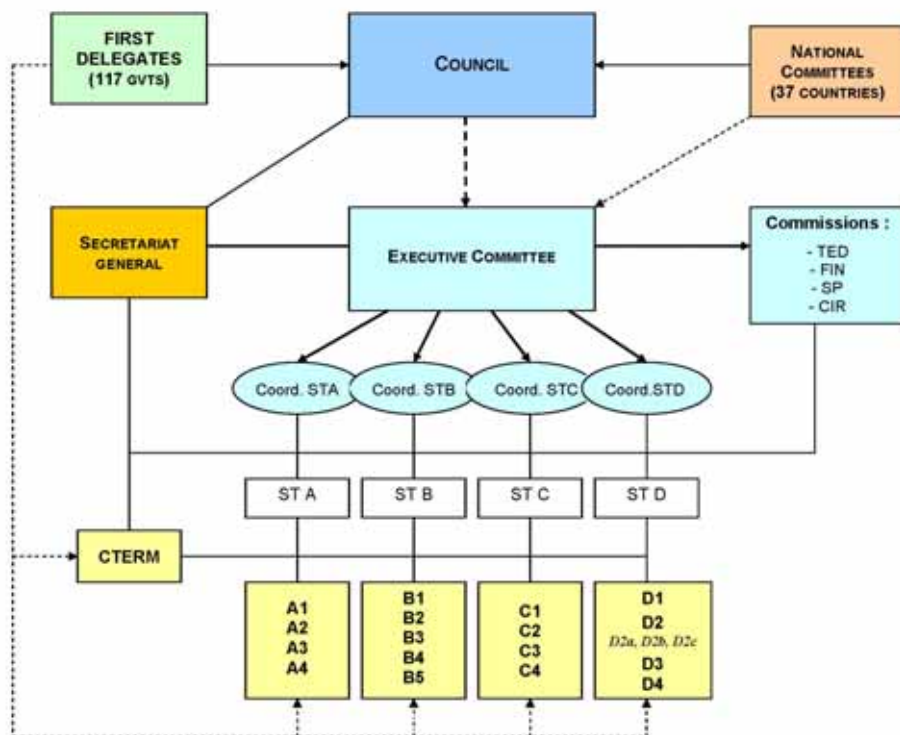 FIRST
DELEGATES
(117 GVTS)
COUNCIL
NATIONAL
COMMITTEES
(37 COUNTRIES)
SECRETARIAT
GENERAL
EXECUTIVE COMMITTEE
Commissions :
- TED
- FIN
- SP
- CIR
Coord. STA
Coord. STB
Coord. STC
Coord.STD
ST A
ST B
ST C
ST D
CTERM
A1
A2
A3
A4
B1
B2
B3
B4
B5
C1
C2
C3
C4
D1
D2
D2a, D2b, D2c
D3
D4